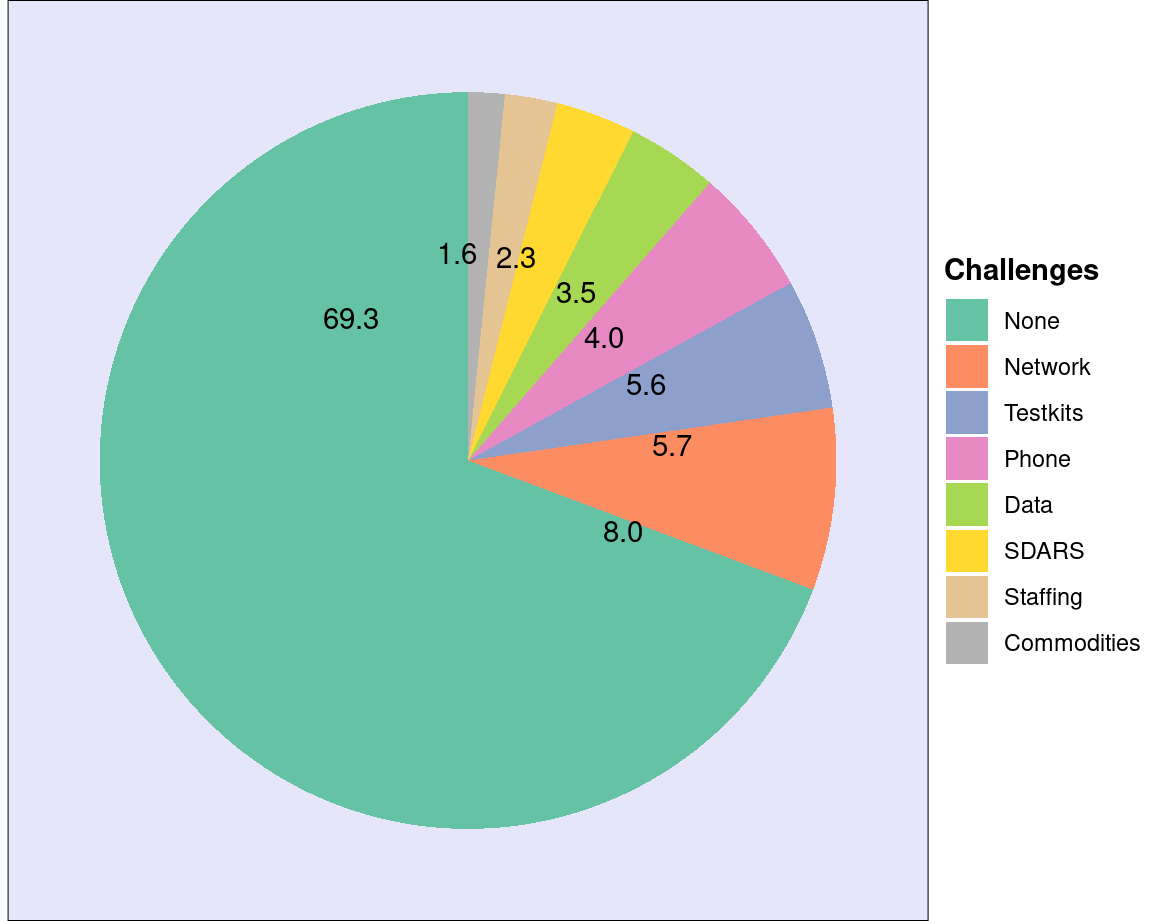 1.6
2.3
3.5
69.3
4.0
5.6
5.7
8.0
Challenges
None
Network
Testkits
Phone
Data
SDARS
Staffing
Commodities